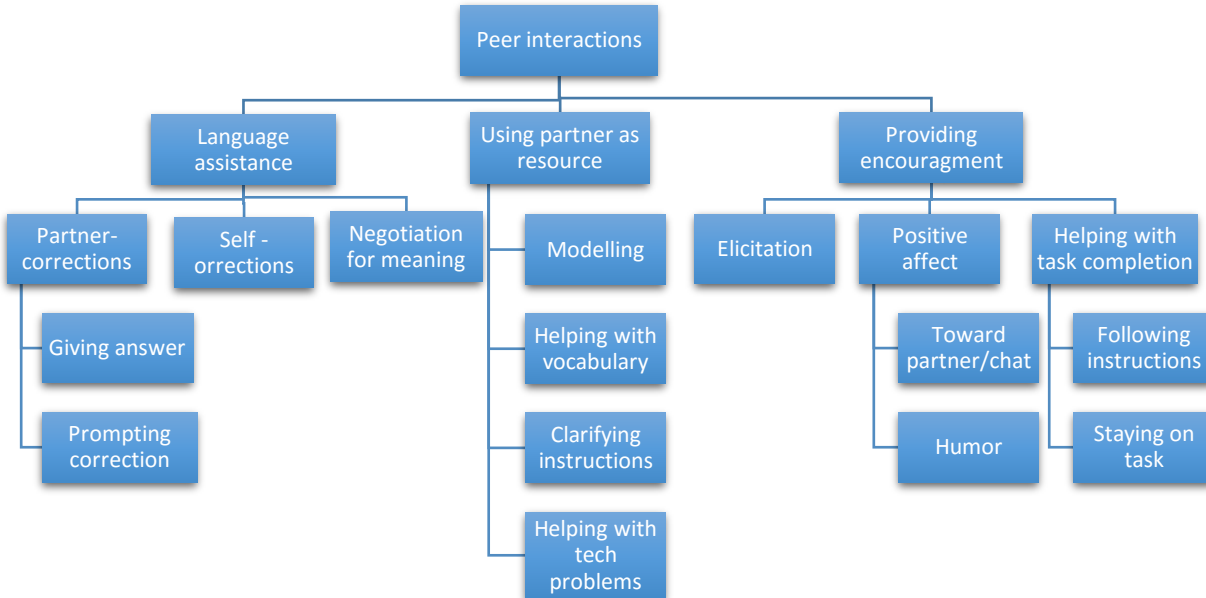 Peer interactions
Language
assistance
Using partner as
resource
Providing
encouragment
Partner-
corrections
Self -
orrections
Negotiation
for meaning
Giving answer
Prompting
correction
Modelling
Helping with
vocabulary
Clarifying
instructions
Helping with
tech
problems
Elicitation
Positive
affect
Helping with
task completion
Toward
partner/chat
Humor
Following
instructions
Staying on
task